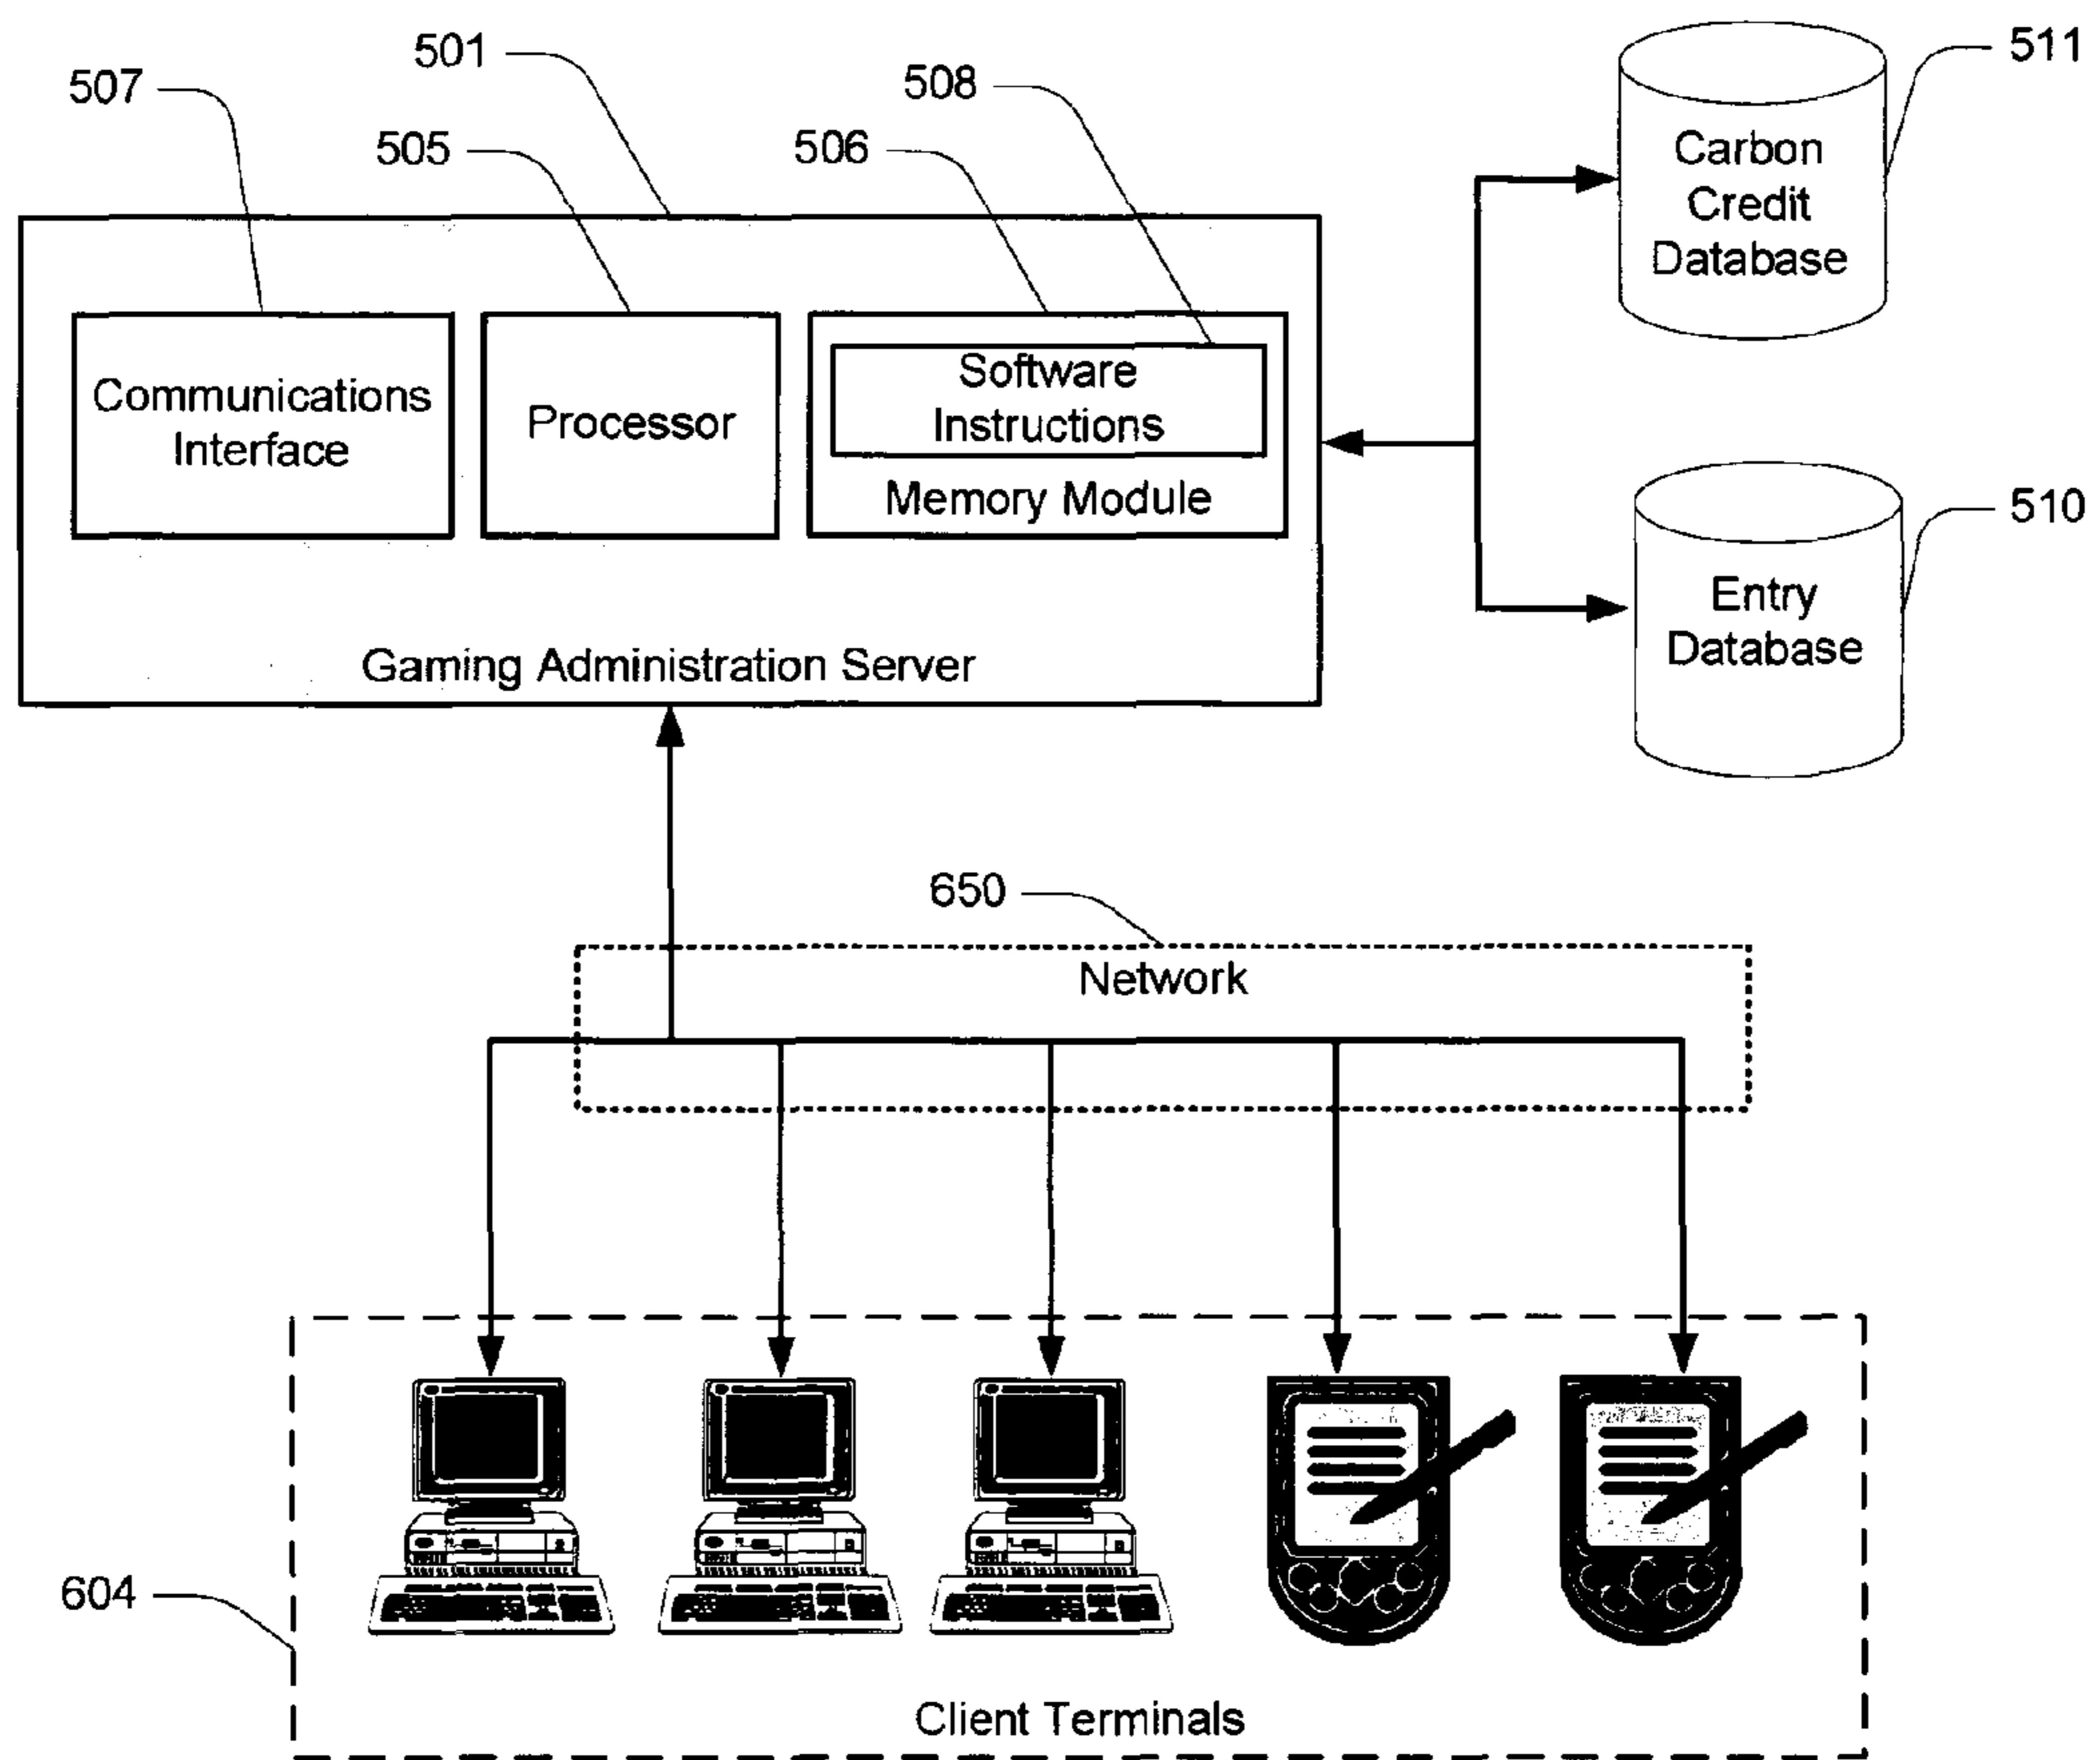 501
507
508
511
505
506
Carbon
Credit
Database
Communications
Interface
Processor
Software
Instructions
Memory Module
510
Entry
Database
Gaming Administration Server
650
Network
604
Client Terminals